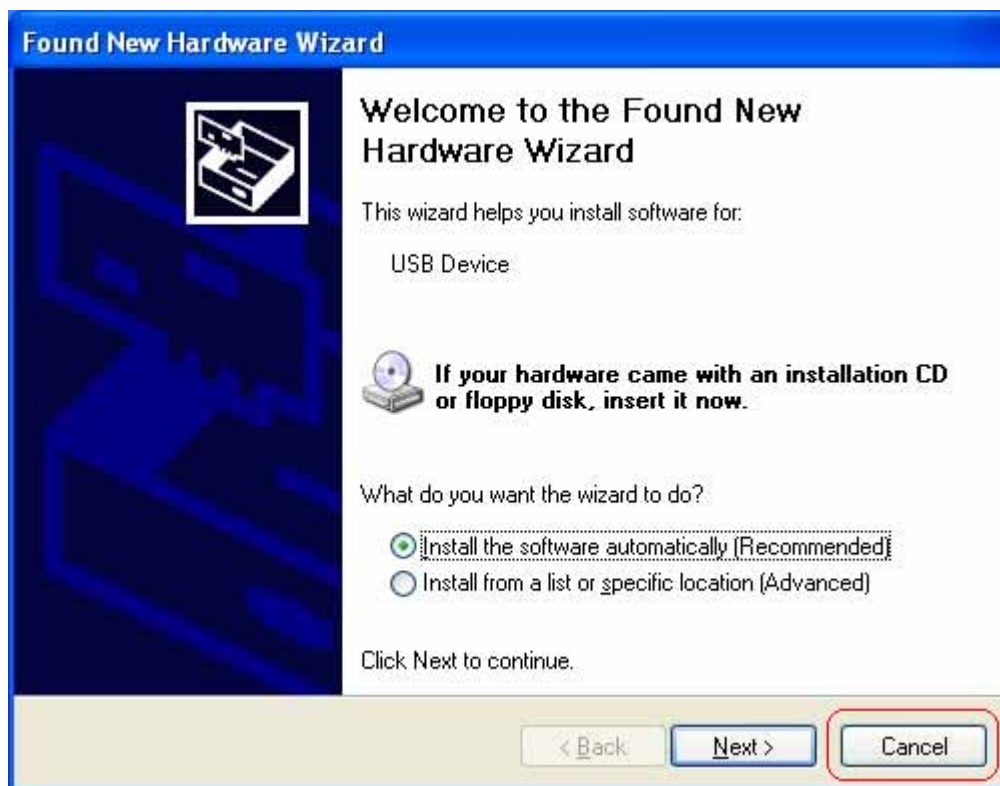 Found New Hardware Wizard
Welcome to the Found New
Hardware Wizard
This wizard helps you install software for:
USB Device
If your hardware came with an installation CD
or floppy disk, insert it now.
What do you want the wizard to do?
Install the software automatically (Recommended)
Install from a list or specific location (Advanced)
Click Next to continue.
< Back Next > Cancel